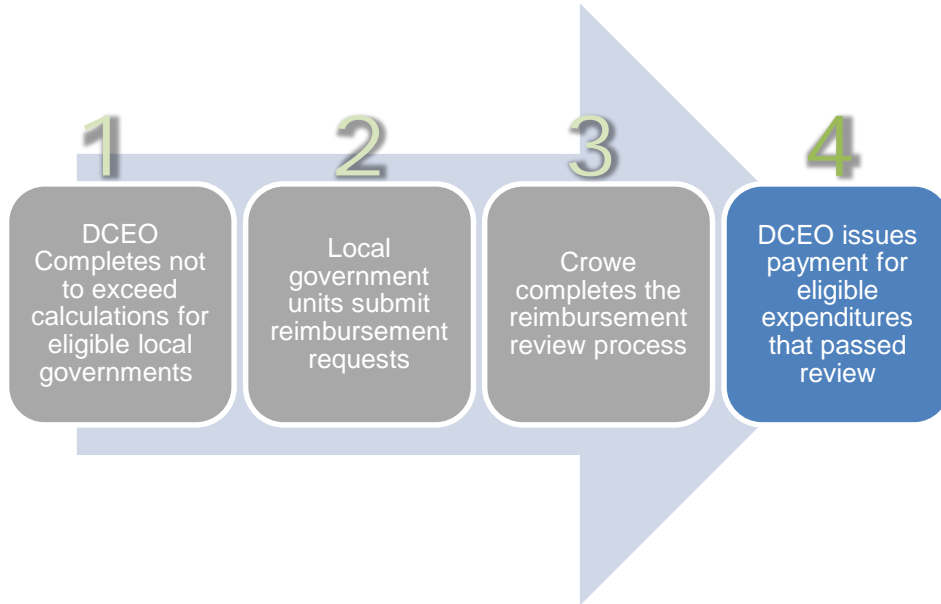 1
DCEO
Completes not
to exceed
calculations for
eligible local
governments
2
Local
government
units submit
reimbursement
requests
3
Crowe
completes the
reimbursement
review process
4
DCEO issues
payment for
eligible
expenditures
that passed
review